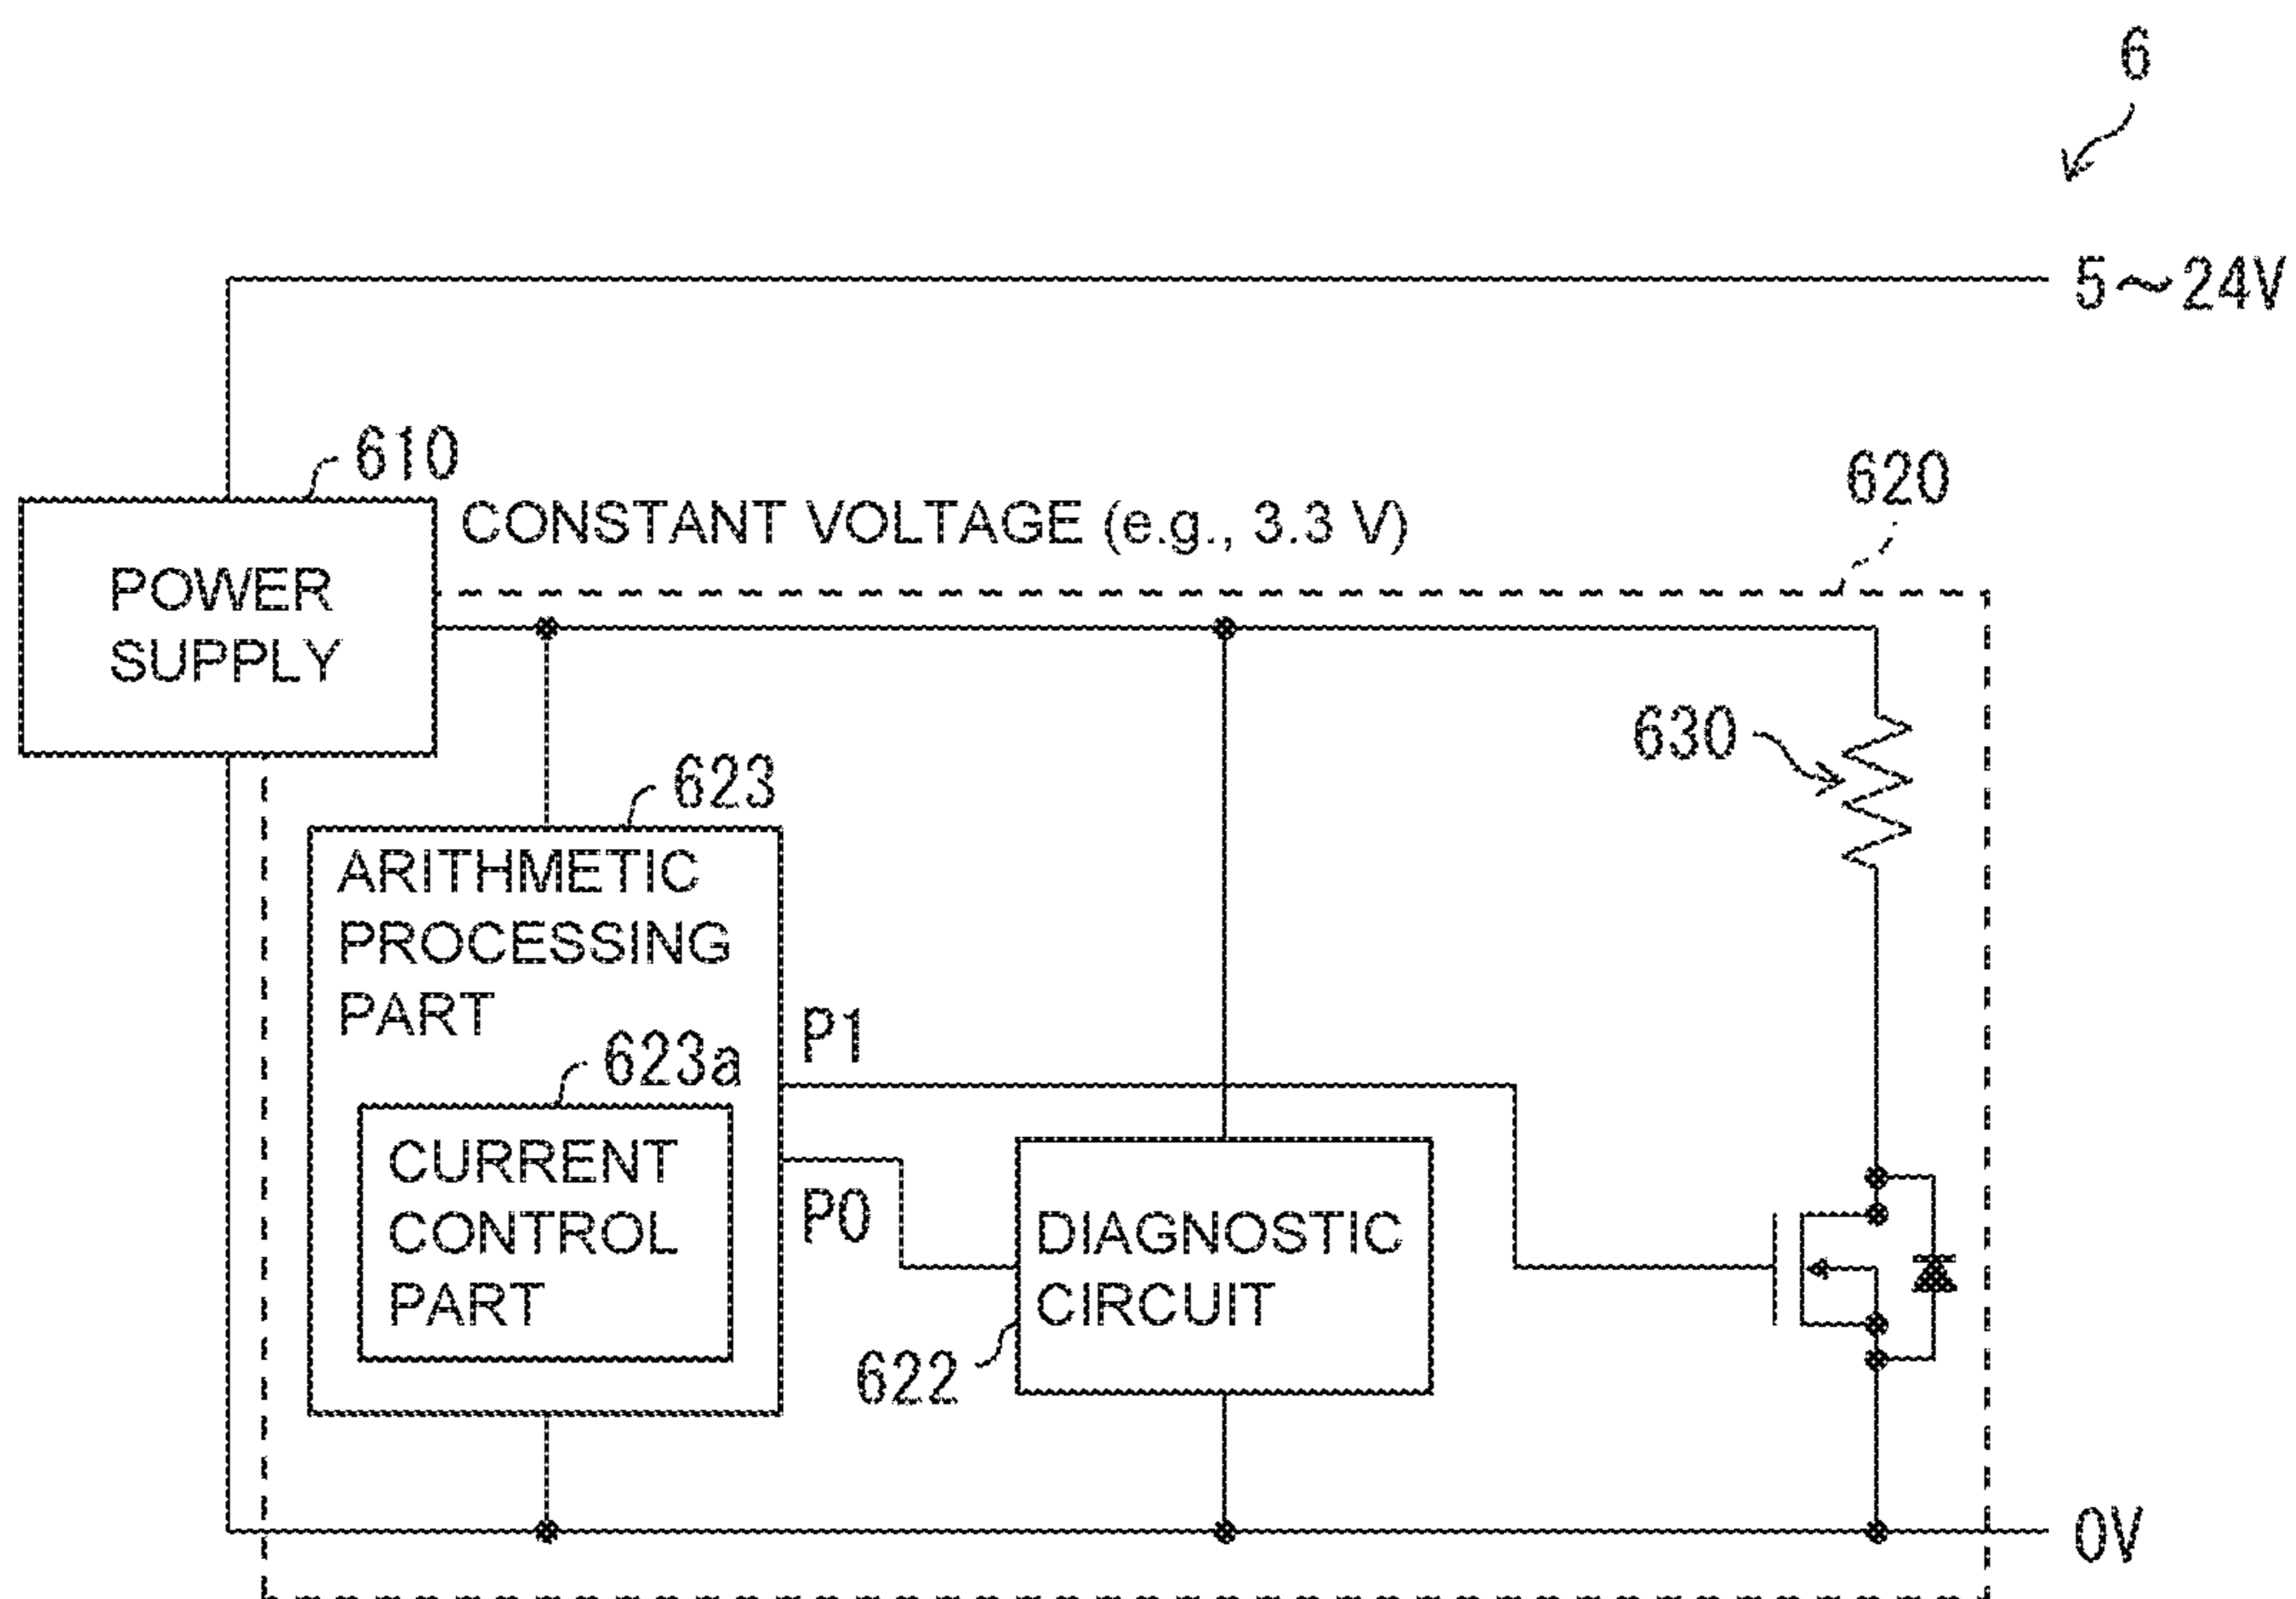 6
5～24V
610
620
CONSTANT VOLTAGE (e.g., 3.3 V)
POWER
SUPPLY
630
623
ARITHMETIC
PROCESSING
PART
P1
623a
CURRENT
CONTROL
PART
P0
DIAGNOSTIC
CIRCUIT
622
0V